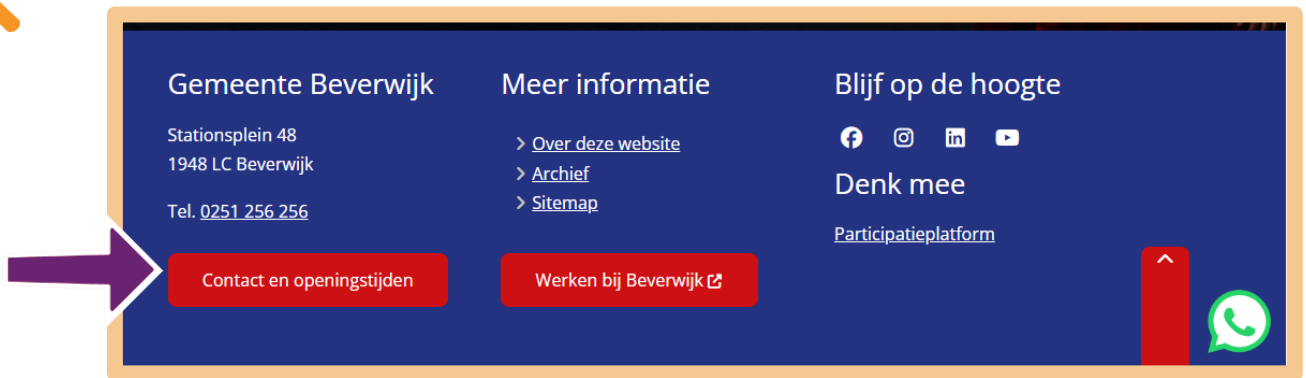 Gemeente Beverwijk
Stationsplein 48
1948 LC Beverwijk
Tel. 0251 256 256
Contact en openingstijden
Meer informatie
Over deze website
Archief
Sitemap
Werken bij Beverwijk
Blijf op de hoogte
Denk mee
Participatieplatform